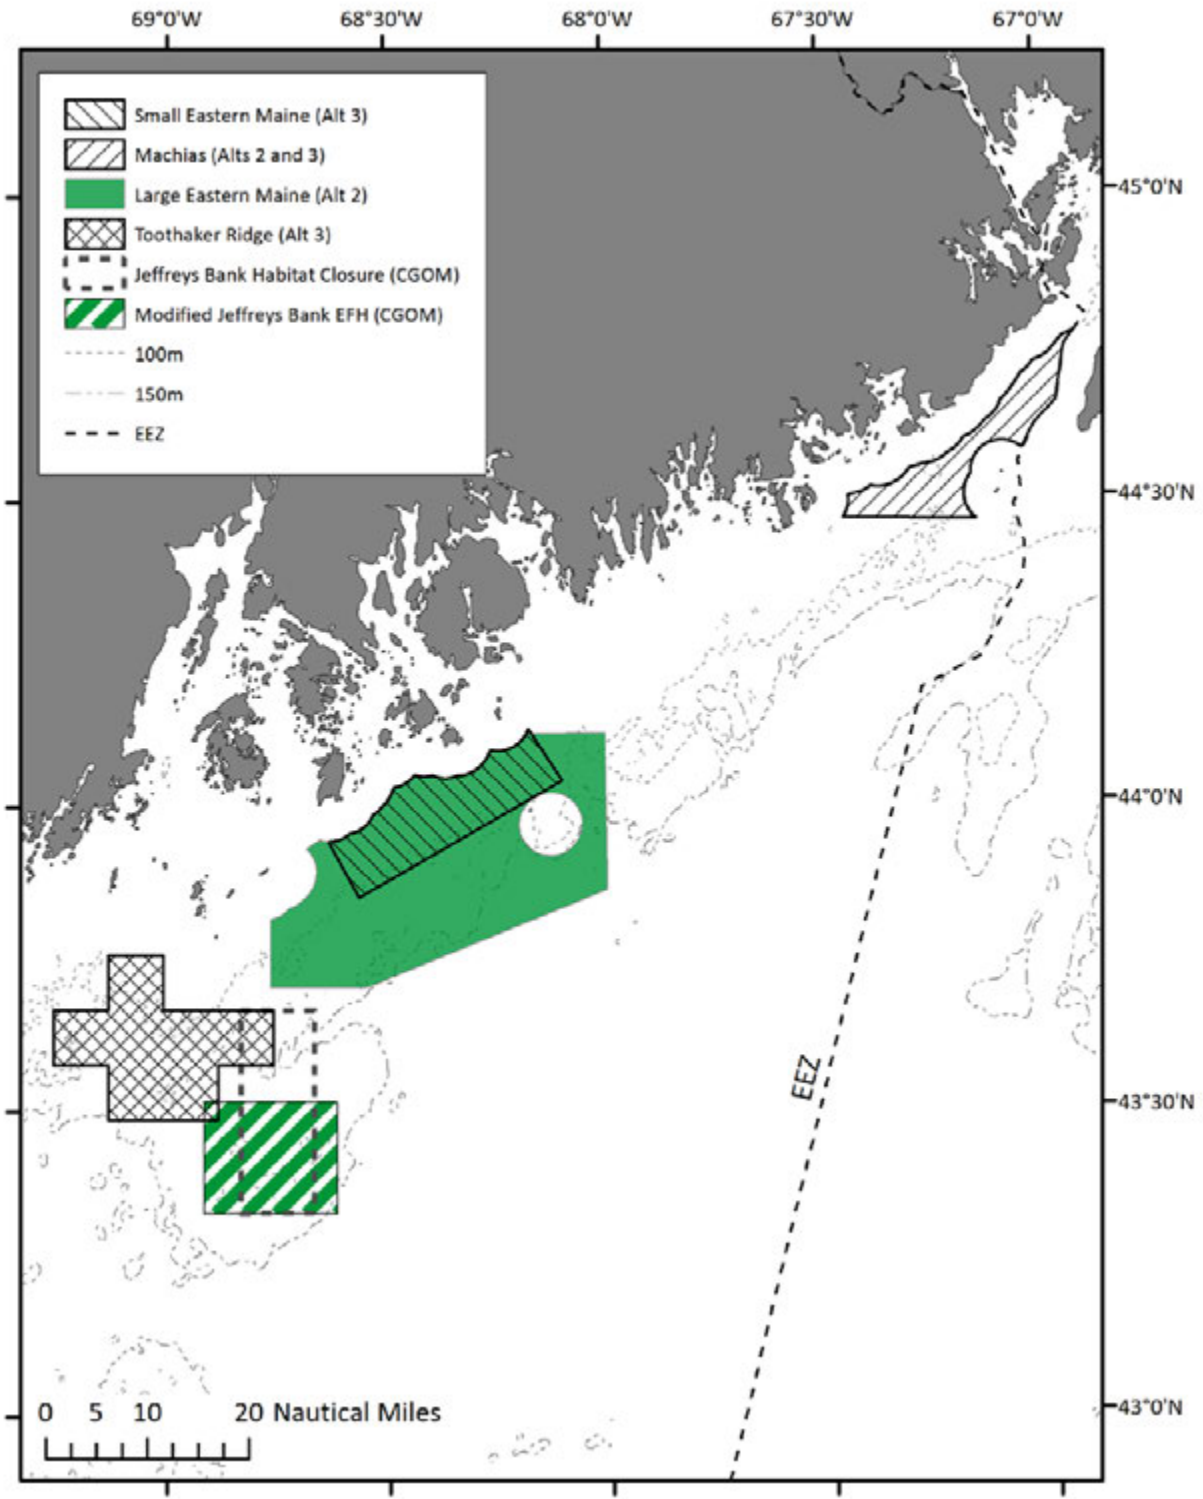 69°0'W 68°30'W 68°0'0W 67°30'W 67°0'W
Small Eastern Maine (Alt 3)
Machias (Alts 2 and 3)
Large Eastern Maine (Alt 2)
Toothaker Ridge (Alt 3)
Jeffreys Bank Habitat Closure (CGOM)
Modified Jeffreys Bank EFH (CGOM)
100m
150m
EEZ
45°0'N
44°30'N
44°0'N
EEZ
43°30'N
43°0'N
0 5 10 20 Nautical Miles